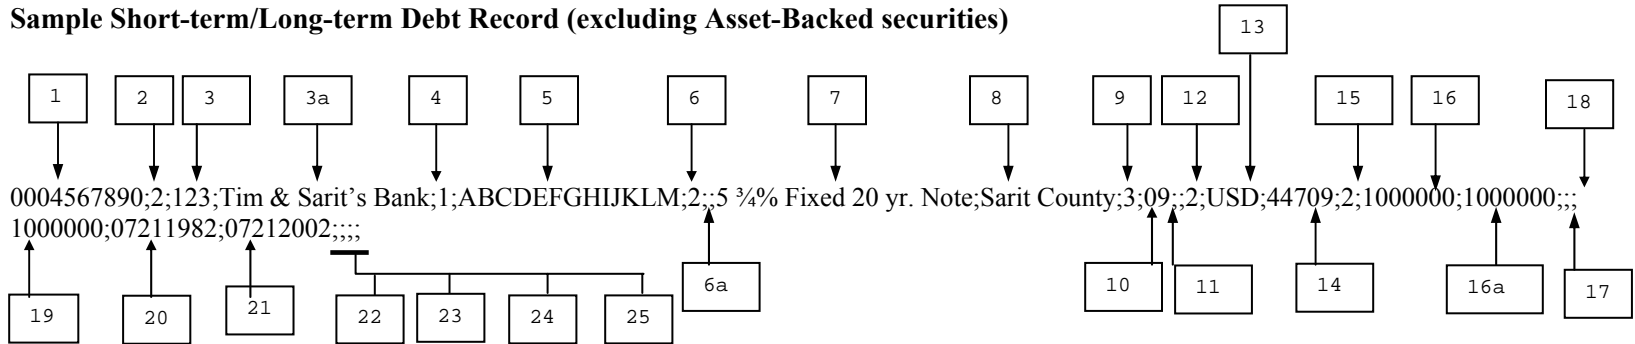 Sample Short-term/Long-term Debt Record (excluding Asset-Backed securities)
13
1 2 3 3a 4 5 6 7 8 9 12 15 16 18
0004567890;2;123;Tim & Sarit’s Bank;1;ABCDEFGHIJKLM;2;;5 ¾% Fixed 20 yr. Note;Sarit County;3;09;;2;USD;44709;2;1000000;1000000;;;
1000000;07211982;07212002;;;;
19 20 21 22 23 24 25 6a 10 11 14 16a 17